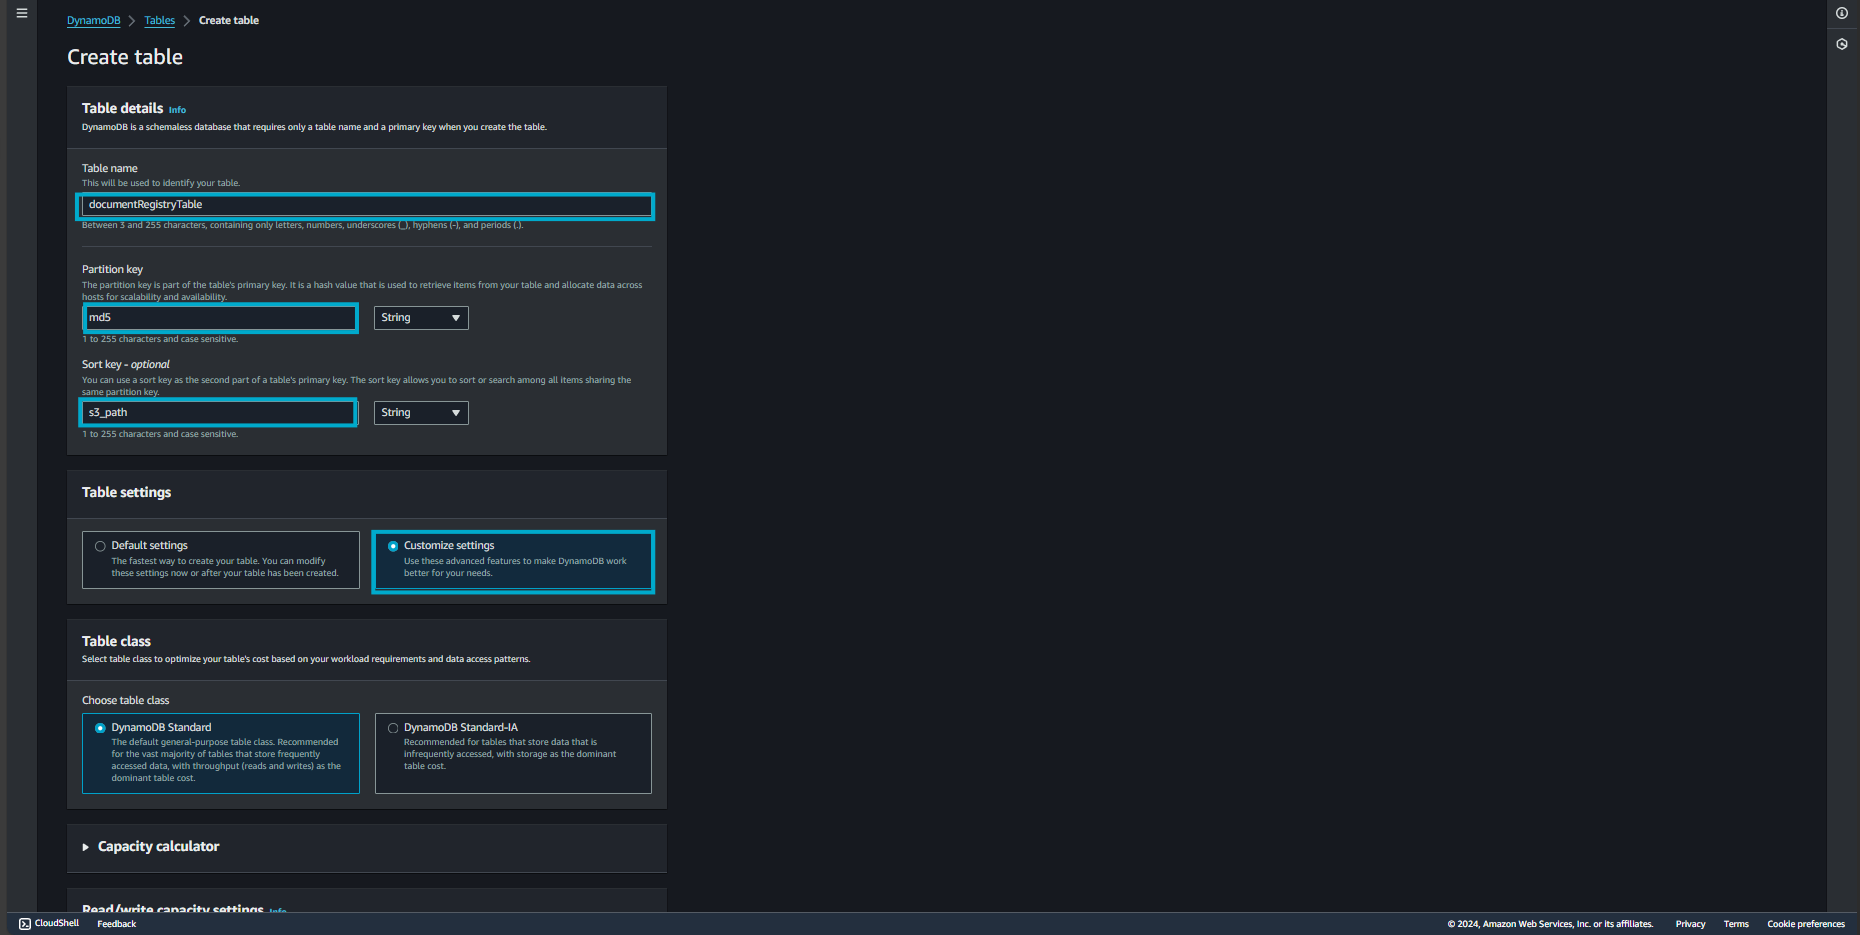 DynamoDB > Tables > Create table
Create table
Table details Info
DynamoDB is a schemaless database that requires only a table name and a primary key when you create the table.
Table name
This will be used to identify your table.
documentRegistryTable
Between 3 and 255 characters, containing only letters, numbers, underscores (_), hyphens (-), and periods (.).
Partition key
The partition key is part of the table's primary key. It is a hash value that is used to retrieve items from your table and allocate data across
hosts for scalability and availability.
md5 String
1 to 255 characters and case sensitive.
Sort key - optional
You can use a sort key as the second part of a table's primary key. The sort key allows you to sort or search among all items sharing the
same partition key.
s3_path String
1 to 255 characters and case sensitive.
Table settings
Default settings
The fastest way to create your table. You can modify
these settings now or after your table has been created.
Customize settings
Use these advanced features to make DynamoDB work
better for your needs.
Table class
Select table class to optimize your table's cost based on your workload requirements and data access patterns.
Choose table class
DynamoDB Standard
The default general-purpose table class. Recommended
for the vast majority of tables that store frequently
accessed data, with throughput (reads and writes) as the
dominant table cost.
DynamoDB Standard-IA
Recommended for tables that store data that is
infrequently accessed, with storage as the dominant
table cost.
Capacity calculator
Read/write capacity settings Info
CloudShell Feedback © 2024, Amazon Web Services, Inc. or its affiliates. Privacy Terms Cookie preferences